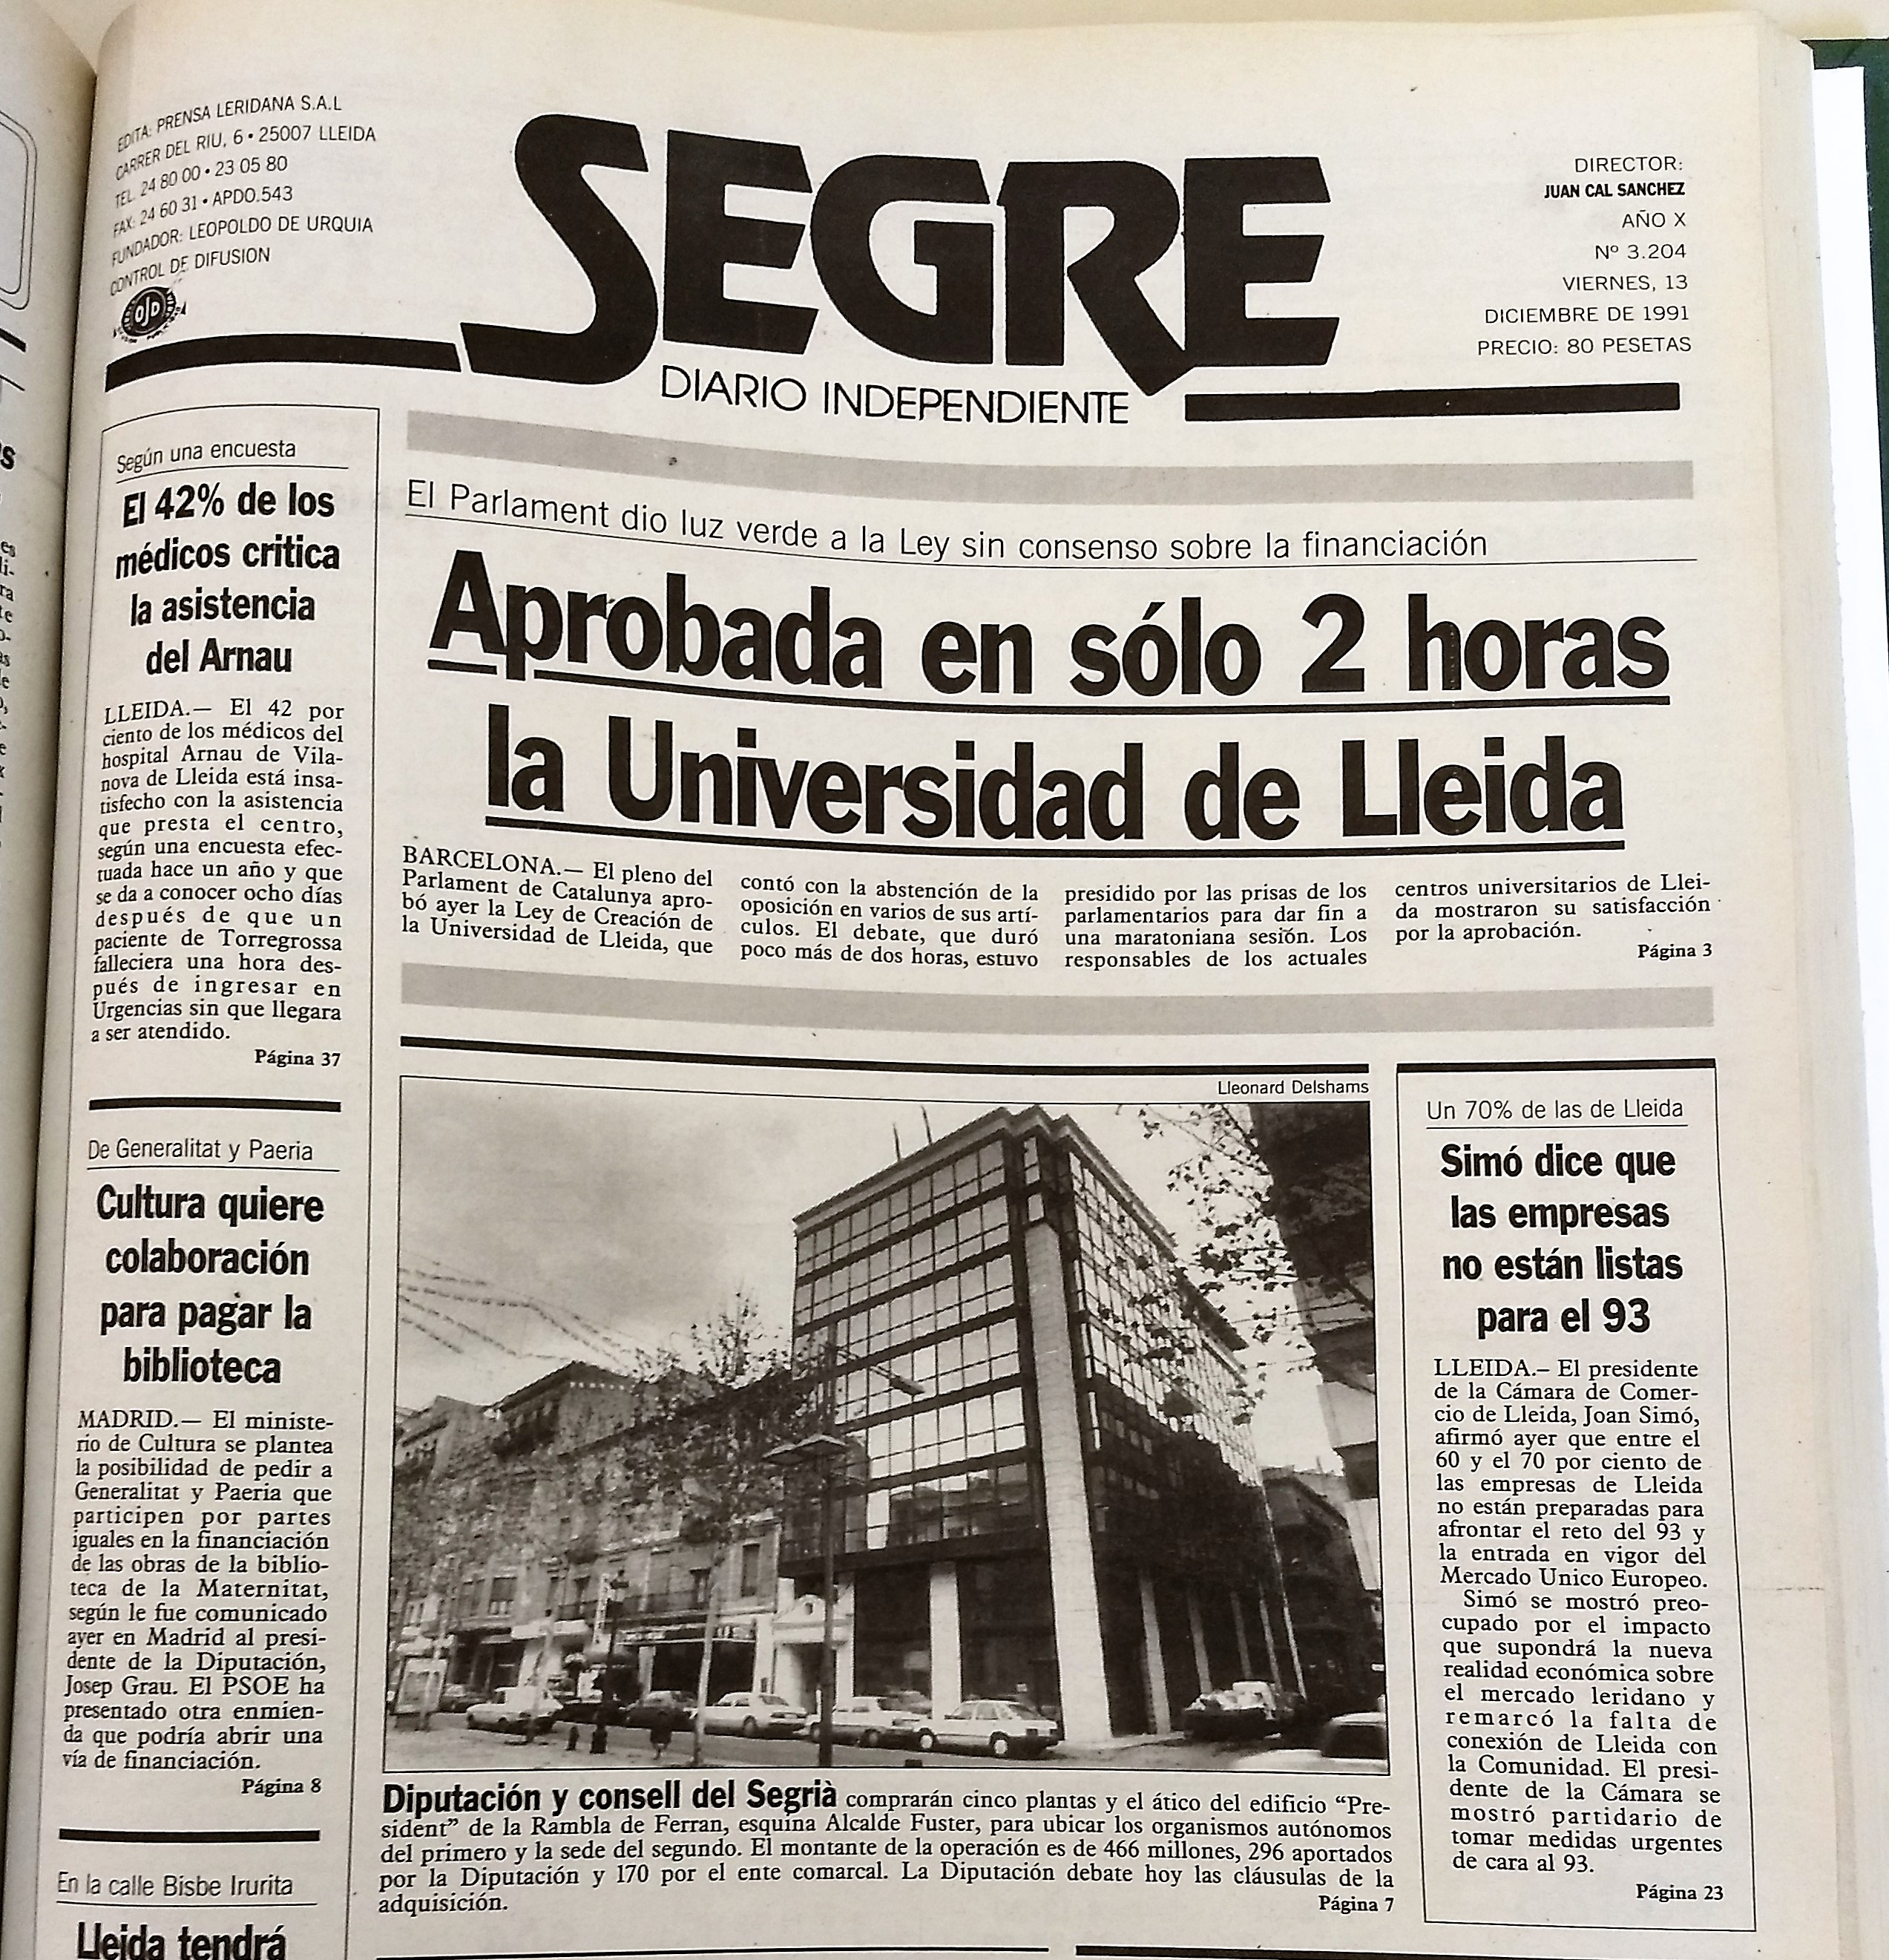 EDITA: PRENSA LERIDANA S.A.L
CARRER DEL RIU, 6 • 25007 LLEIDA
TEL. 24 80 00 • 23 05 80
FAX: 24 60 31 • APDO.543
FUNDADOR: LEOPOLDO DE URQUIA
CONTROL DE DIFUSION
OJD
SEGRE
DIARIO INDEPENDIENTE
DIRECTOR:
JUAN CAL SANCHEZ
AÑO X
Nº 3.204
VIERNES, 13
DICIEMBRE DE 1991
PRECIO: 80 PESETAS
Según una encuesta
El 42% de los
médicos critica
la asistencia
del Arnau
LLEIDA.— El 42 por
ciento de los médicos del
hospital Arnau de Vila-
nova de Lleida está insa-
tisfecho con la asistencia
que presta el centro,
según una encuesta efec-
tuada hace un año y que
se da a conocer ocho días
después de que un
paciente de Torregrossa
falleciera una hora des-
pués de ingresar en
Urgencias sin que llegara
a ser atendido.
Página 37
De Generalitat y Paeria
Cultura quiere
colaboración
para pagar la
biblioteca
MADRID.— El ministe-
rio de Cultura se plantea
la posibilidad de pedir a
Generalitat y Paeria que
participen por partes
iguales en la financiación
de las obras de la biblio-
teca de la Maternitat,
según le fue comunicado
ayer en Madrid al presi-
dente de la Diputación,
Josep Grau. El PSOE ha
presentado otra enmien-
da que podría abrir una
vía de financiación.
Página 8
En la calle Bisbe Irurita
Lleida tendrá
El Parlament dio luz verde a la Ley sin consenso sobre la financiación
Aprobada en sólo 2 horas
la Universidad de Lleida
BARCELONA.— El pleno del
Parlament de Catalunya apro-
bó ayer la Ley de Creación de
la Universidad de Lleida, que
contó con la abstención de la
oposición en varios de sus artí-
culos. El debate, que duró
poco más de dos horas, estuvo
presidido por las prisas de los
parlamentarios para dar fin a
una maratoniana sesión. Los
responsables de los actuales
centros universitarios de Llei-
da mostraron su satisfacción
por la aprobación.
Página 3
Lleonard Delshams
Diputación y consell del Segrià comprarán cinco plantas y el ático del edificio “Pre-
sident” de la Rambla de Ferran, esquina Alcalde Fuster, para ubicar los organismos autónomos
del primero y la sede del segundo. El montante de la operación es de 466 millones, 296 aportados
por la Diputación y 170 por el ente comarcal. La Diputación debate hoy las cláusulas de la
adquisición.
Página 7
Un 70% de las de Lleida
Simó dice que
las empresas
no están listas
para el 93
LLEIDA.– El presidente
de la Cámara de Comer-
cio de Lleida, Joan Simó,
afirmó ayer que entre el
60 y el 70 por ciento de
las empresas de Lleida
no están preparadas para
afrontar el reto del 93 y
la entrada en vigor del
Mercado Unico Europeo.
Simó se mostró preo-
cupado por el impacto
que supondrá la nueva
realidad económica sobre
el mercado leridano y
remarcó la falta de
conexión de Lleida con
la Comunidad. El presi-
dente de la Cámara se
mostró partidario de
tomar medidas urgentes
de cara al 93.
Página 23